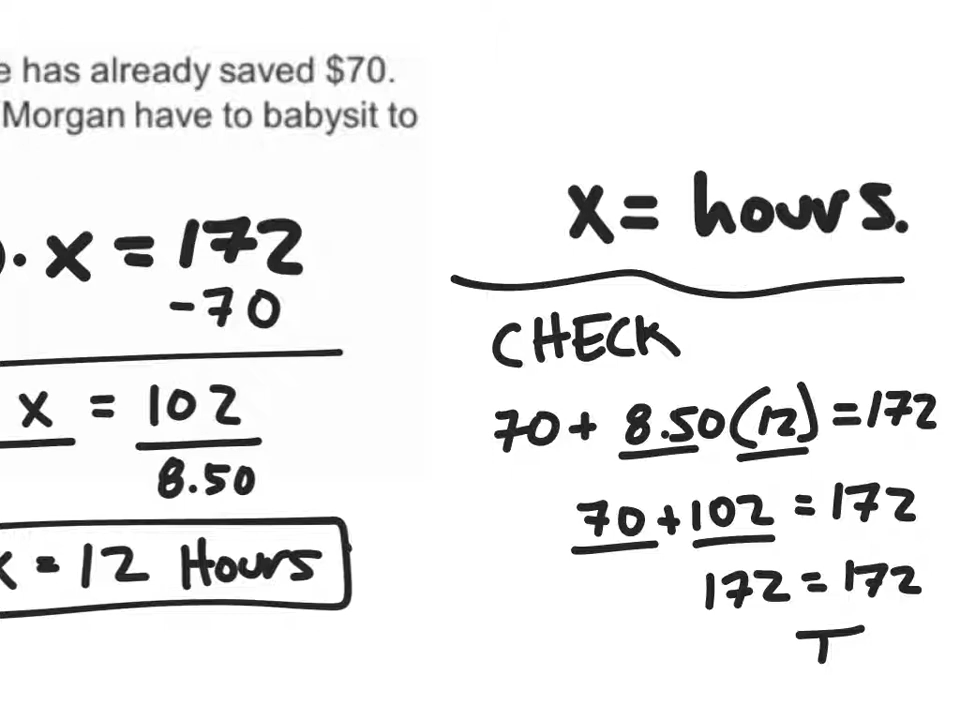 e has already saved $70.
Morgan have to babysit to
x = hours.
. x = 172
-70
x = 102
8.50
x = 12 Hours
CHECK
70 + 8.50(12) = 172
70 + 102 = 172
172 = 172
T